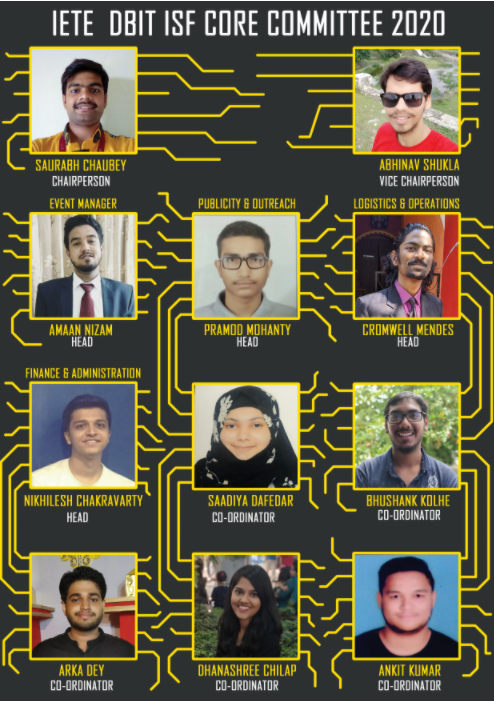 IETE DBIT ISF CORE COMMITTEE 2020
SAURABH CHAUBEY
CHAIRPERSON
ABHINAV SHUKLA
VICE CHAIRPERSON
EVENT MANAGER
PUBLICITY & OUTREACH
LOGISTICS & OPERATIONS
AMAAN NIZAM
HEAD
PRAMOD MOHANTY
HEAD
CROMWELL MENDES
HEAD
FINANCE & ADMINISTRATION
NIKHILESH CHAKRAVARTY
HEAD
SAADIYA DAFEDAR
CO-ORDINATOR
BHUSHANK KOLHE
CO-ORDINATOR
ARKA DEY
CO-ORDINATOR
DHANASHREE CHILAP
CO-ORDINATOR
ANKIT KUMAR
CO-ORDINATOR